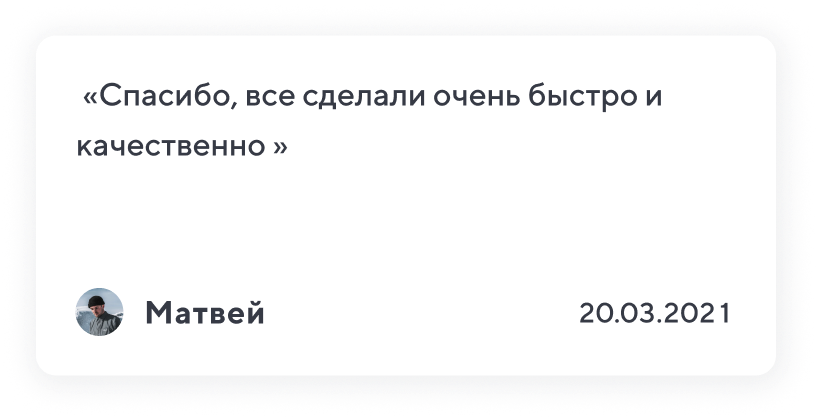 «Спасибо, все сделали очень быстро и
качественно »
Матвей
20.03.2021